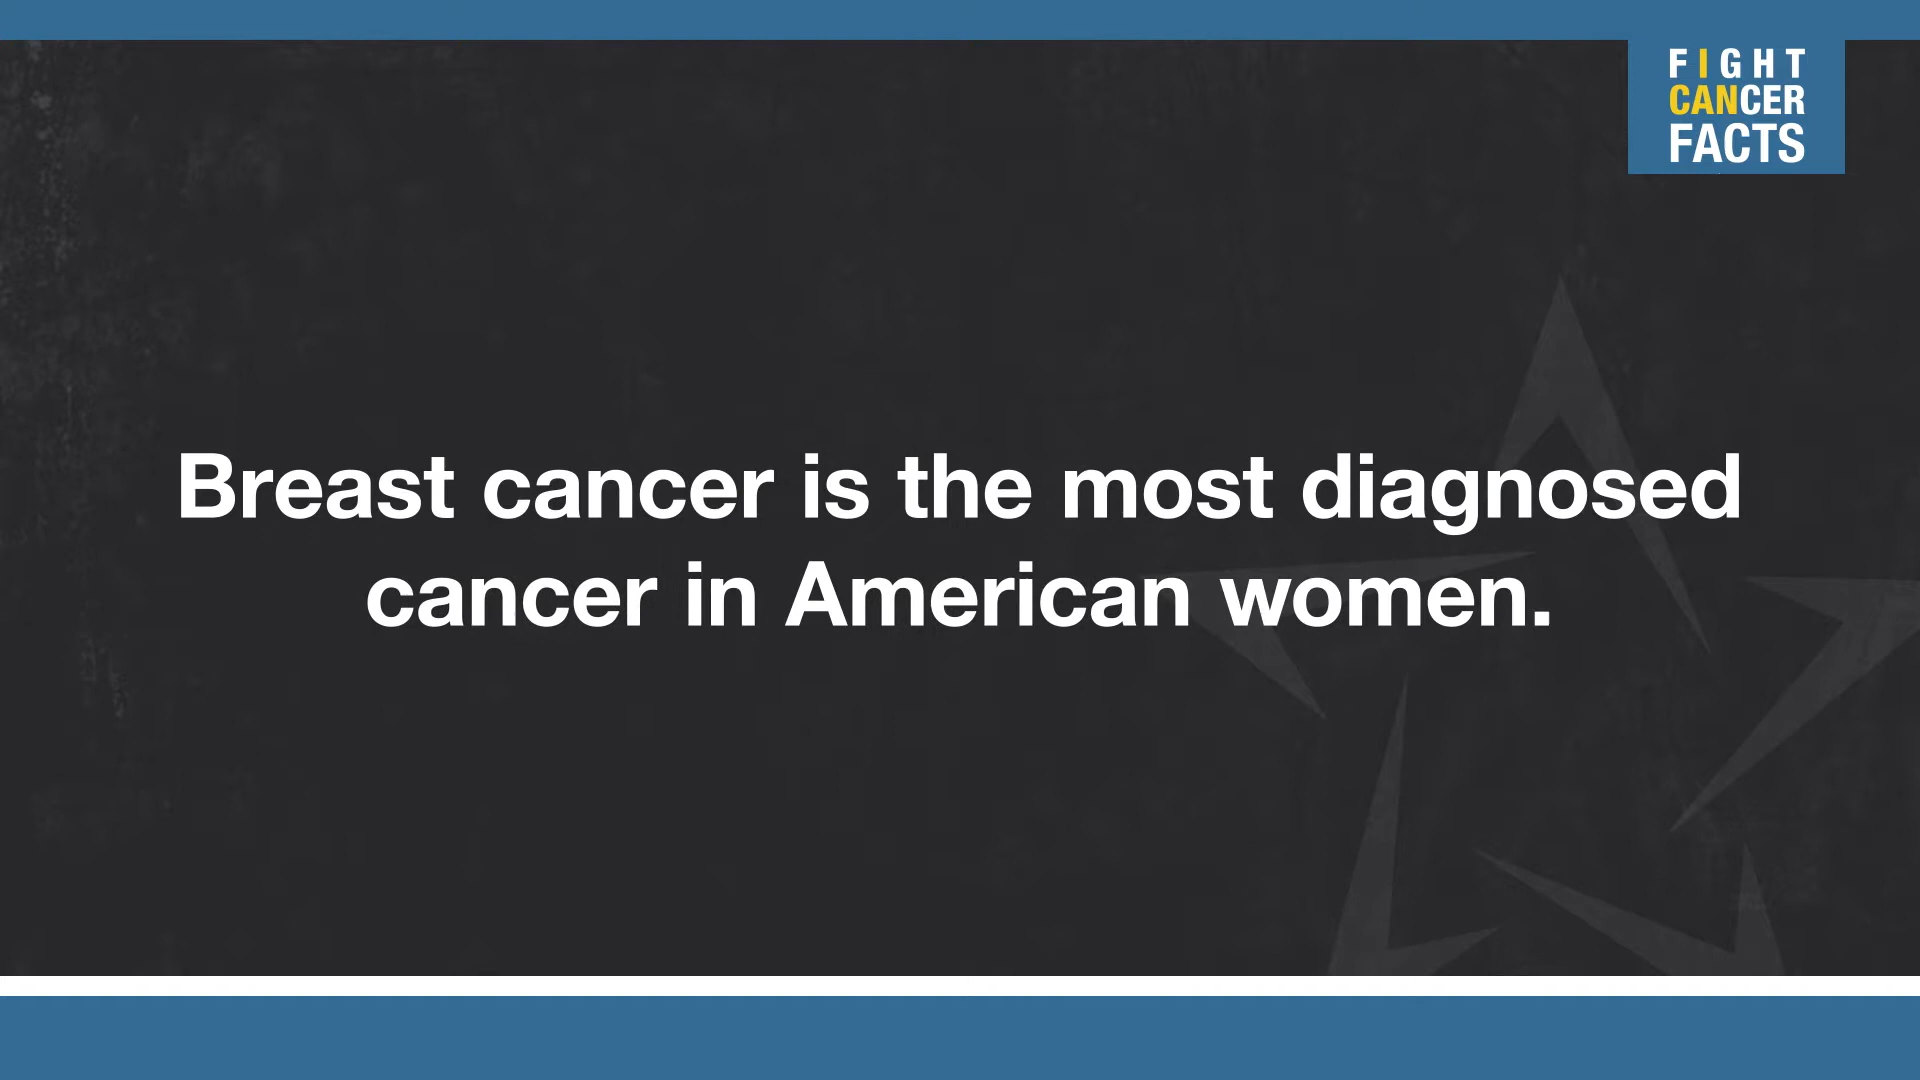 FIGHT
CANCER
FACTS
Breast cancer is the most diagnosed
cancer in American women.